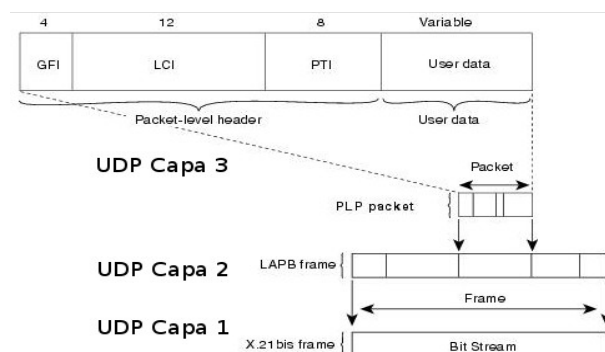 4 12 8 Variable
GFI LCI PTI User data
Packet-level header User data
UDP Capa 3
Packet
PLP packet
UDP Capa 2
LAPB frame
Frame
UDP Capa 1
X.21bis frame Bit Stream